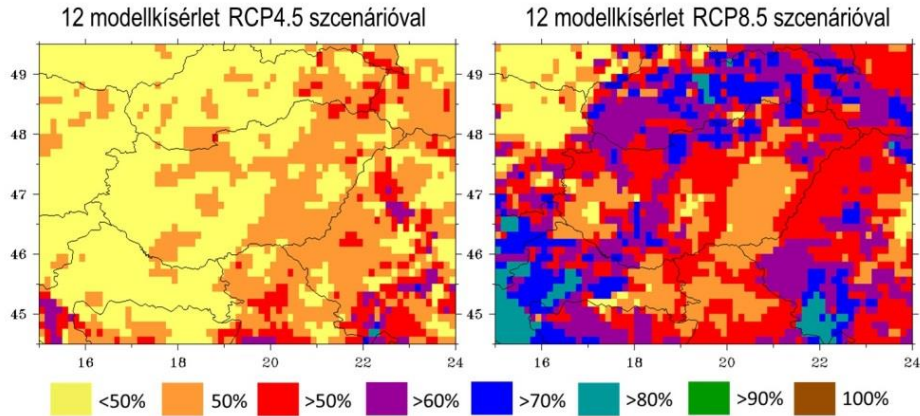 12 modellkísérlet RCP4.5 szcenárióval
12 modellkísérlet RCP8.5 szcenárióval
49
48
47
46
45
16 18 20 22 24
49
48
47
46
45
16 18 20 22 24
<50% 50% >50% >60% >70% >80% >90% 100%